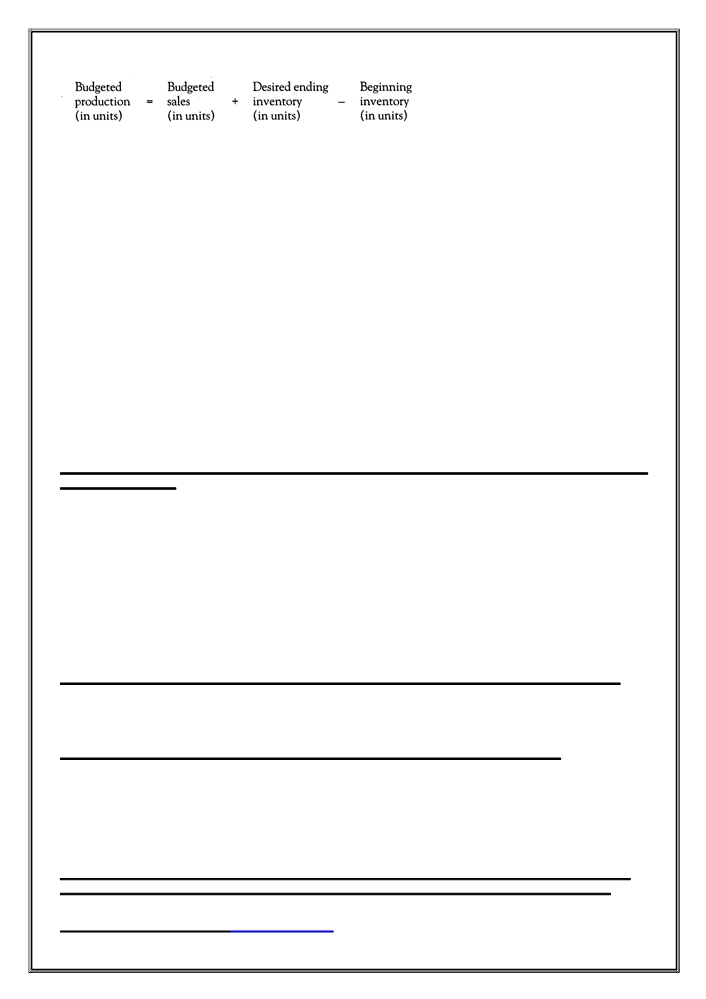 Budgeted Budgeted Desired ending Beginning
production = sales + inventory – inventory
(in units) (in units) (in units) (in units)